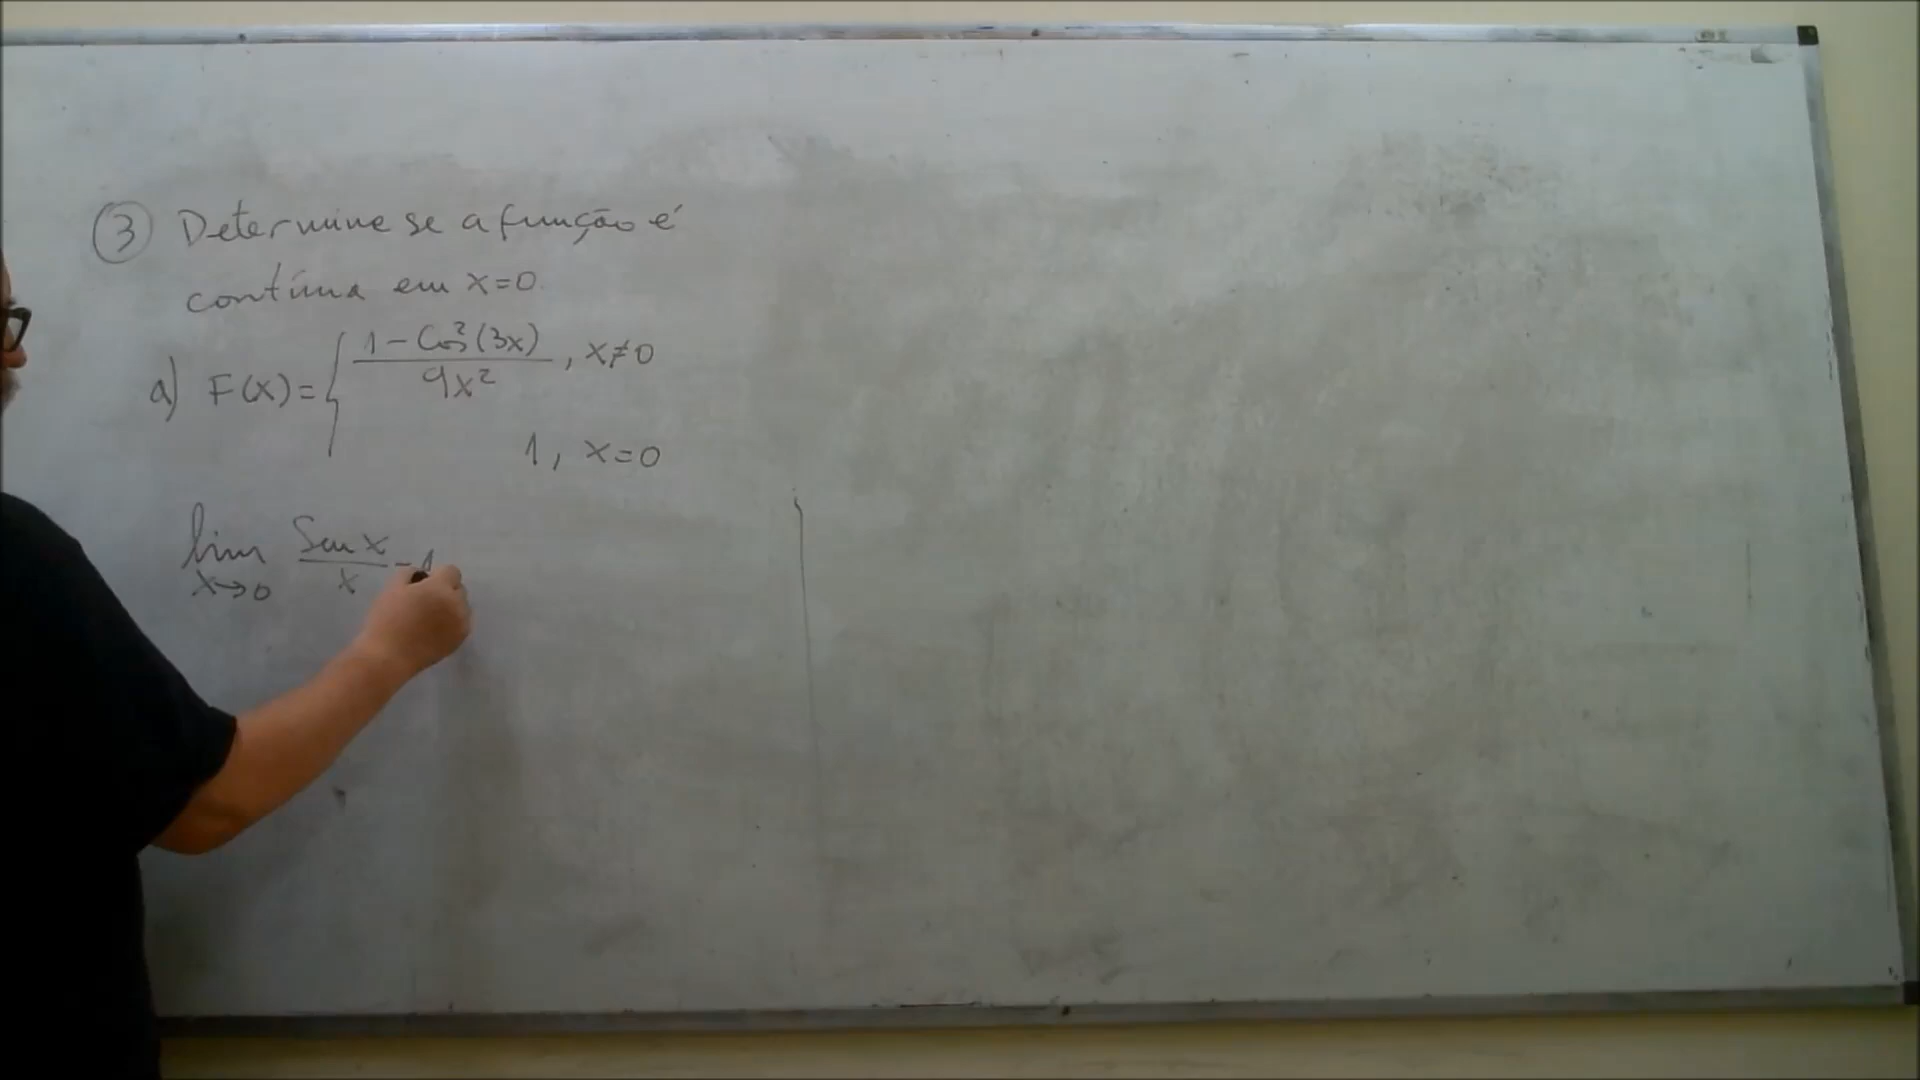 ③ Determine se a função é
contínua em x=0.
a) F(x) = { (1 - Cos²(3x)) / 9x² , x≠0
1, x=0
lim x→0 Sen x / x = 1